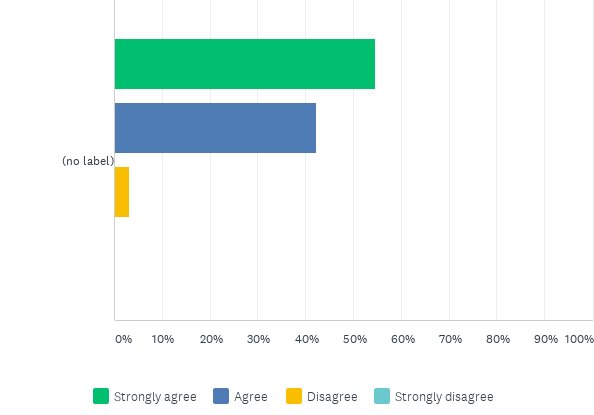 (no label)
0% 10% 20% 30% 40% 50% 60% 70% 80% 90% 100%
Strongly agree Agree Disagree Strongly disagree